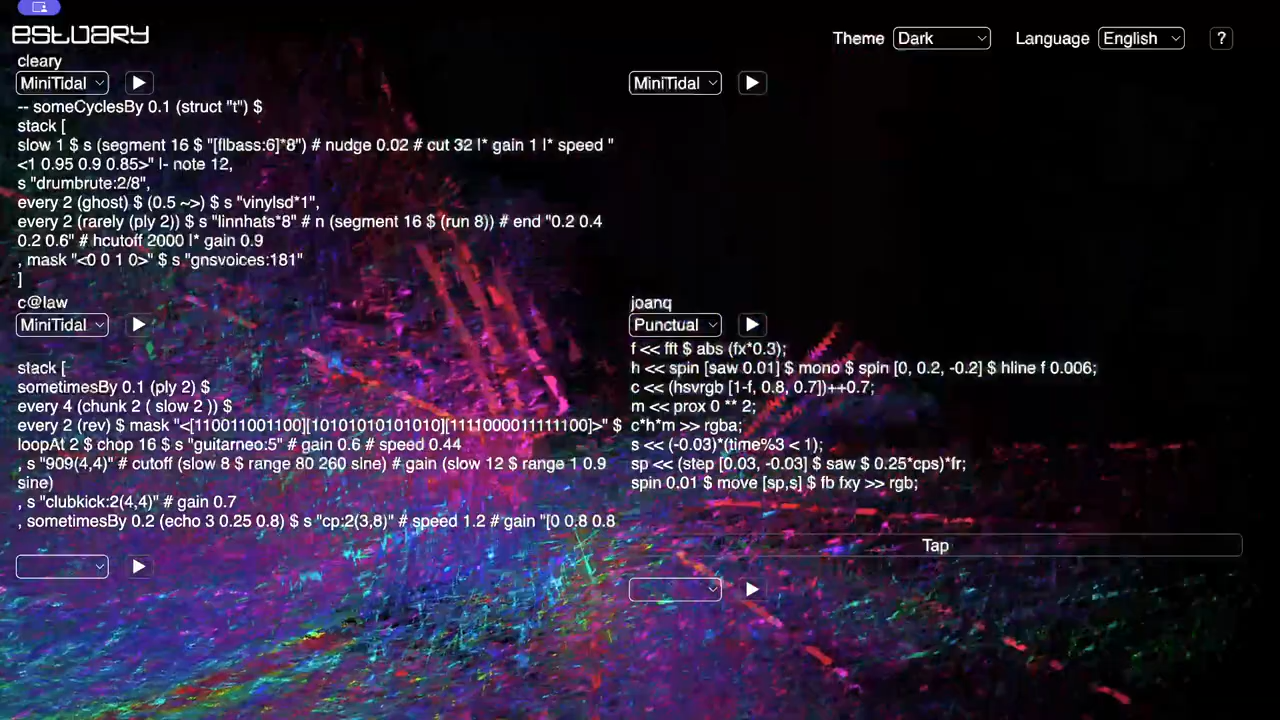 ESTUARY
Theme Dark Language English ?
cleary
MiniTidal
-- someCyclesBy 0.1 (struct "t") $
stack [
slow 1 $ s (segment 16 $ "[flbass:6]*8") # nudge 0.02 # cut 32 |* gain 1 |* speed "
<1 0.95 0.9 0.85>" |- note 12,
s "drumbrute:2/8",
every 2 (ghost) $ (0.5 ~>) $ s "vinylsd*1",
every 2 (rarely (ply 2)) $ s "linnhats*8" # n (segment 16 $ (run 8)) # end "0.2 0.4
0.2 0.6" # hcutoff 2000 |* gain 0.9
, mask "<0 0 1 0>" $ s "gnsvoices:181"
]
MiniTidal
c@law
MiniTidal
stack [
sometimesBy 0.1 (ply 2) $
every 4 (chunk 2 ( slow 2 )) $
every 2 (rev) $ mask "<[110011001100][10101010101010][1111000011111100]>" $
loopAt 2 $ chop 16 $ s "guitarneo:5" # gain 0.6 # speed 0.44
, s "909(4,4)" # cutoff (slow 8 $ range 80 260 sine) # gain (slow 12 $ range 1 0.9
sine)
, s "clubkick:2(4,4)" # gain 0.7
, sometimesBy 0.2 (echo 3 0.25 0.8) $ s "cp:2(3,8)" # speed 1.2 # gain "[0 0.8 0.8
joanq
Punctual
f << fft $ abs (fx*0.3);
h << spin [saw 0.01] $ mono $ spin [0, 0.2, -0.2] $ hline f 0.006;
c << (hsvrgb [1-f, 0.8, 0.7])++0.7;
m << prox 0 ** 2;
c*h*m >> rgba;
s << (-0.03)*(time%3 < 1);
sp << (step [0.03, -0.03] $ saw $ 0.25*cps)*fr;
spin 0.01 $ move [sp,s] $ fb fxy >> rgb;
Tap